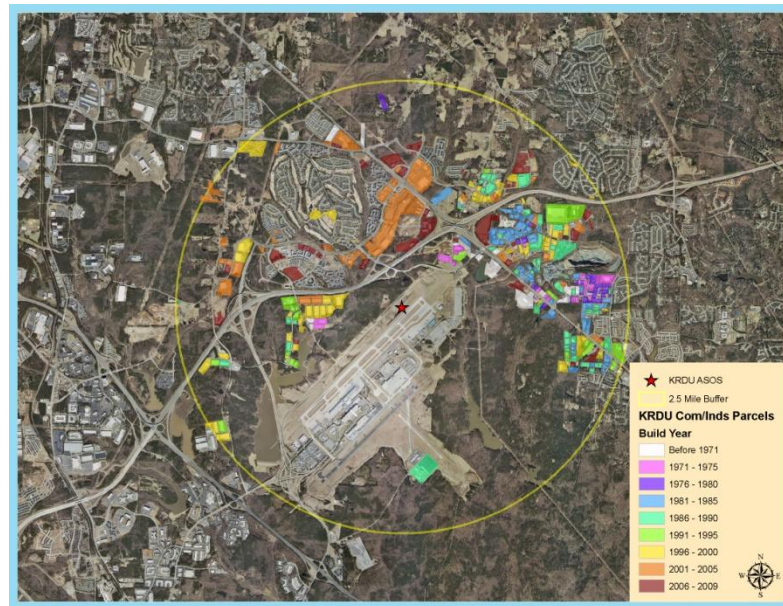 KRDU ASOS
2.5 Mile Buffer
KRDU Com/Inds Parcels
Build Year
Before 1971
1971 - 1975
1976 - 1980
1981 - 1985
1986 - 1990
1991 - 1995
1996 - 2000
2001 - 2005
2006 - 2009
N
W E
S